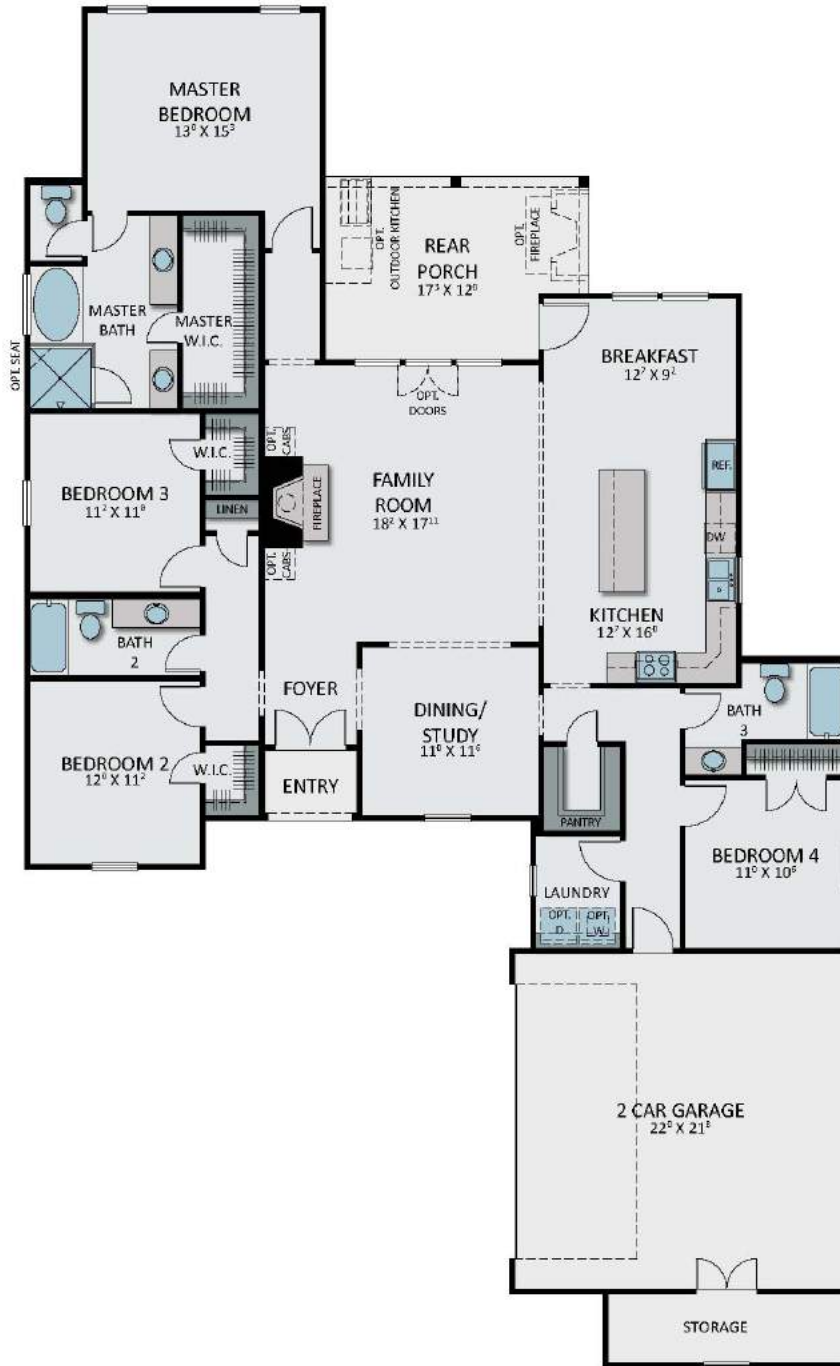 MASTER
BEDROOM
13⁰ X 15³
OPT.
OUTDOOR KITCHEN
REAR
PORCH
17⁵ X 12⁰
OPT.
FIREPLACE
OPT. SEAT
MASTER
BATH
MASTER
W.I.C.
BREAKFAST
12⁷ X 9²
OPT.
DOORS
OPT.
CABS
W.I.C.
BEDROOM 3
11² X 11⁰
LINEN
FIREPLACE
FAMILY
ROOM
18² X 17¹¹
REF.
DW
OPT.
CABS
KITCHEN
12⁷ X 16⁰
BATH
2
FOYER
DINING/
STUDY
11⁰ X 11⁶
BATH
3
BEDROOM 2
12⁰ X 11²
W.I.C.
ENTRY
PANTRY
BEDROOM 4
11⁰ X 10⁶
LAUNDRY
OPT.
D
OPT.
W
2 CAR GARAGE
22⁰ X 21⁸
STORAGE